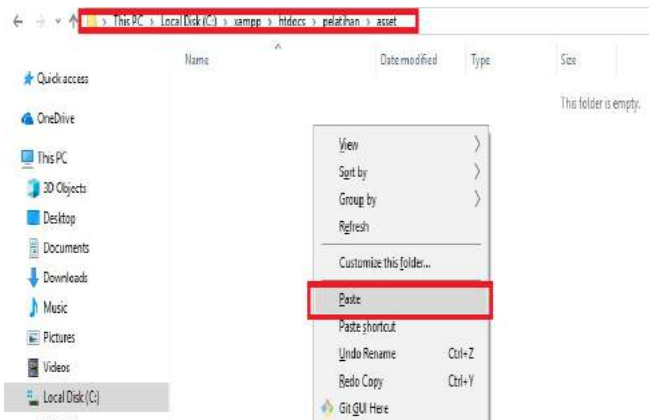 This PC > Local Disk (C:) > xampp > htdocs > pelatihan > asset
Name Date modified Type Size
This folder is empty.
Quick access
OneDrive
This PC
3D Objects
Desktop
Documents
Downloads
Music
Pictures
Videos
Local Disk (C:)
View
Sort by
Group by
Refresh
Customize this folder...
Paste
Paste shortcut
Undo Rename Ctrl+Z
Redo Copy Ctrl+Y
Git GUI Here